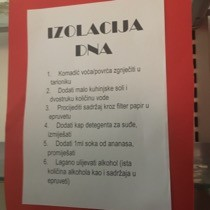 IZOLACIJA
DNA
1. Komadić voća/povrća zgnječiti u
tarioniku
2. Dodati malo kuhinjske soli i
dvostruku količinu vode
3. Procijediti sadržaj kroz filter papir u
epruvetu
4. Dodati kap detergenta za suđe,
izmiješati
5. Dodati 1ml soka od ananasa,
promiješati
6. Lagano ulijevati alkohol (ista
količina alkohola kao i sadržaja u
epruveti)